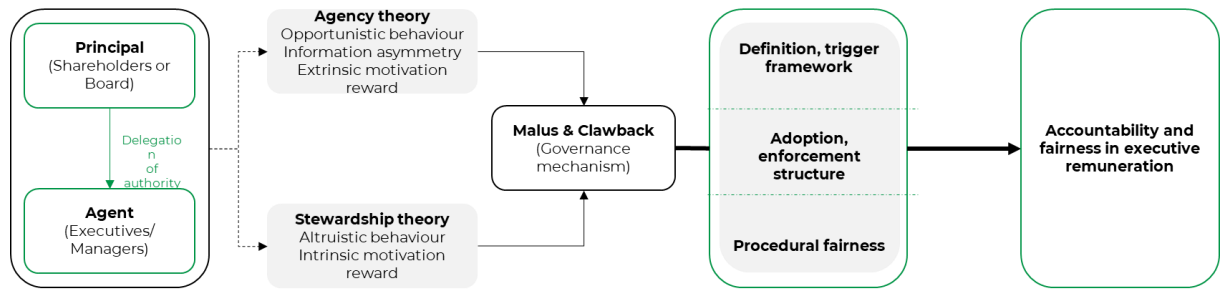 Principal
(Shareholders or
Board)
Delegatio
n
of
authority
Agent
(Executives/
Managers)
Agency theory
Opportunistic behaviour
Information asymmetry
Extrinsic motivation
reward
Stewardship theory
Altruistic behaviour
Intrinsic motivation
reward
Malus & Clawback
(Governance
mechanism)
Definition, trigger
framework
Adoption,
enforcement
structure
Procedural fairness
Accountability and
fairness in executive
remuneration